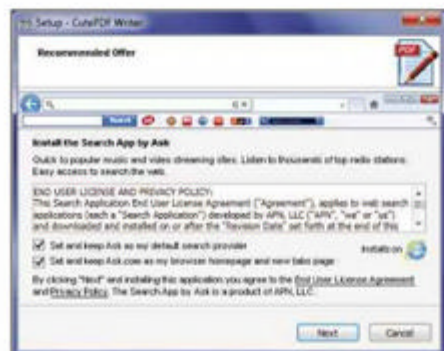 Setup - CutePDF Writer
Recommended Offer
PDF
Install the Search App by Ask
Quick to popular music and video streaming sites. Listen to thousands of top radio stations.
Easy access to search the web.
END USER LICENSE AND PRIVACY POLICY:
This Search Application End User License Agreement ("Agreement"), applies to web search
applications (each a "Search Application") developed by APN, LLC ("APN", "we" or "us")
and downloaded and installed on or after the "Revision Date" set forth at the end of this
Set and keep Ask as my default search provider
Installs on
Set and keep Ask.com as my browser homepage and new tabs page
By clicking "Next" and installing this application you agree to the End User License Agreement
and Privacy Policy. The Search App by Ask is a product of APN, LLC.
Next Cancel